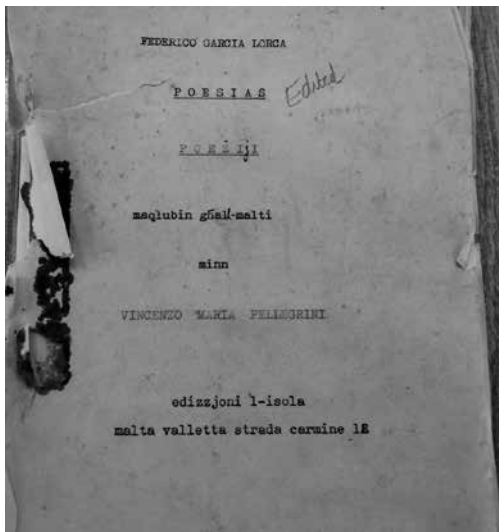 FEDERICO GARCIA LORCA
POESIAS
Edited
POEŻIJI
maqlubin għall-malti
minn
VINCENZO MARIA PELLEGRINI
edizzjoni l-isola
malta valletta strada carmine 12